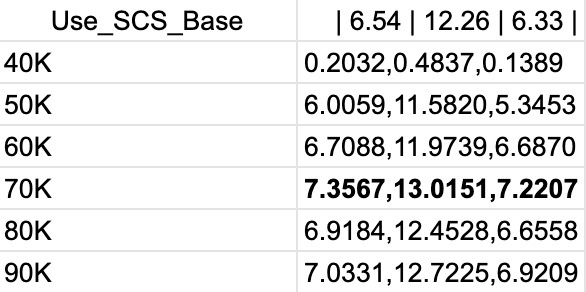 Use_SCS_Base | 6.54 | 12.26 | 6.33 |
40K 0.2032,0.4837,0.1389
50K 6.0059,11.5820,5.3453
60K 6.7088,11.9739,6.6870
70K 7.3567,13.0151,7.2207
80K 6.9184,12.4528,6.6558
90K 7.0331,12.7225,6.9209